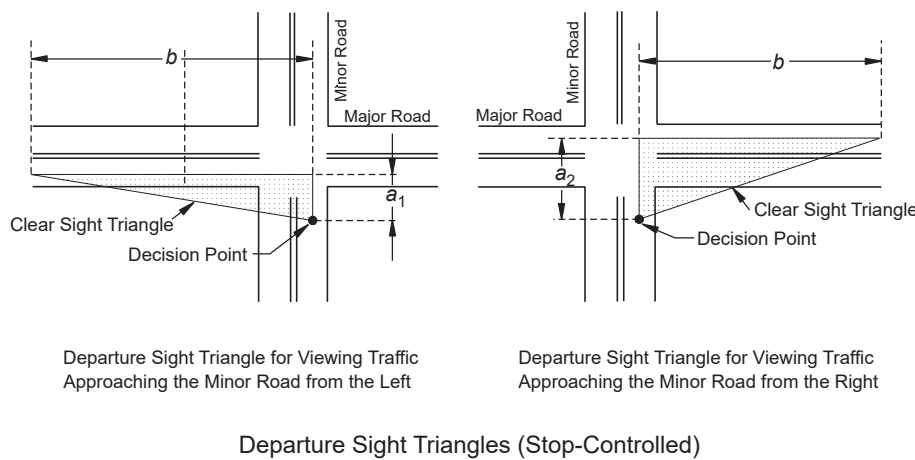 b
Minor Road
Major Road
a1
Clear Sight Triangle
Decision Point
Departure Sight Triangle for Viewing Traffic
Approaching the Minor Road from the Left
Minor Road
b
Major Road
a2
Clear Sight Triangle
Decision Point
Departure Sight Triangle for Viewing Traffic
Approaching the Minor Road from the Right
Departure Sight Triangles (Stop-Controlled)